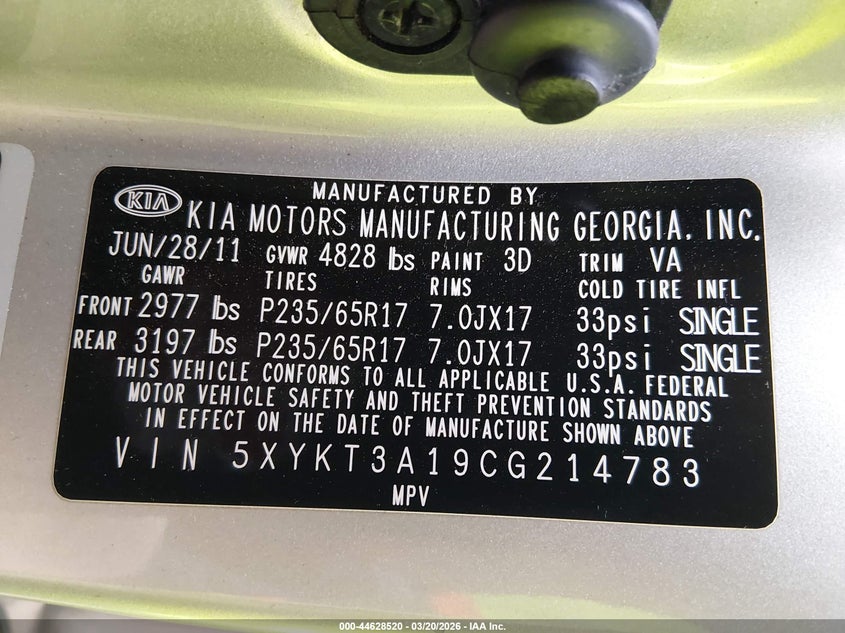 MANUFACTURED BY
KIA KIA MOTORS MANUFACTURING GEORGIA, INC.
JUN/28/11 GVWR 4828 lbs PAINT 3D TRIM VA
GAWR TIRES RIMS COLD TIRE INFL
FRONT 2977 lbs P235/65R17 7.0JX17 33psi SINGLE
REAR 3197 lbs P235/65R17 7.0JX17 33psi SINGLE
THIS VEHICLE CONFORMS TO ALL APPLICABLE U.S.A. FEDERAL
MOTOR VEHICLE SAFETY AND THEFT PREVENTION STANDARDS
IN EFFECT ON THE DATE OF MANUFACTURE SHOWN ABOVE
VIN 5XYKT3A19CG214783
MPV
000-44628520 | 03/20/2026 - IAA Inc.